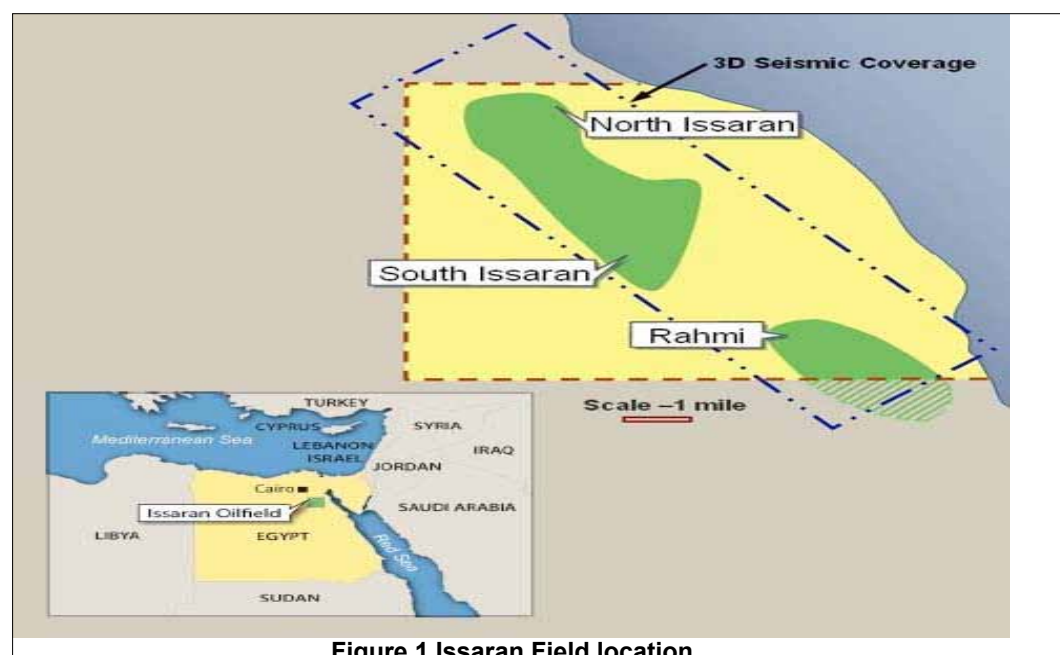 3D Seismic Coverage
North Issaran
South Issaran
Rahmi
Scale –1 mile
TURKEY
CYPRUS
SYRIA
Mediterranean Sea
LEBANON
ISRAEL
IRAQ
JORDAN
Cairo
Issaran Oilfield
SAUDI ARABIA
LIBYA
EGYPT
Red Sea
SUDAN
Figure 1 Issaran Field location